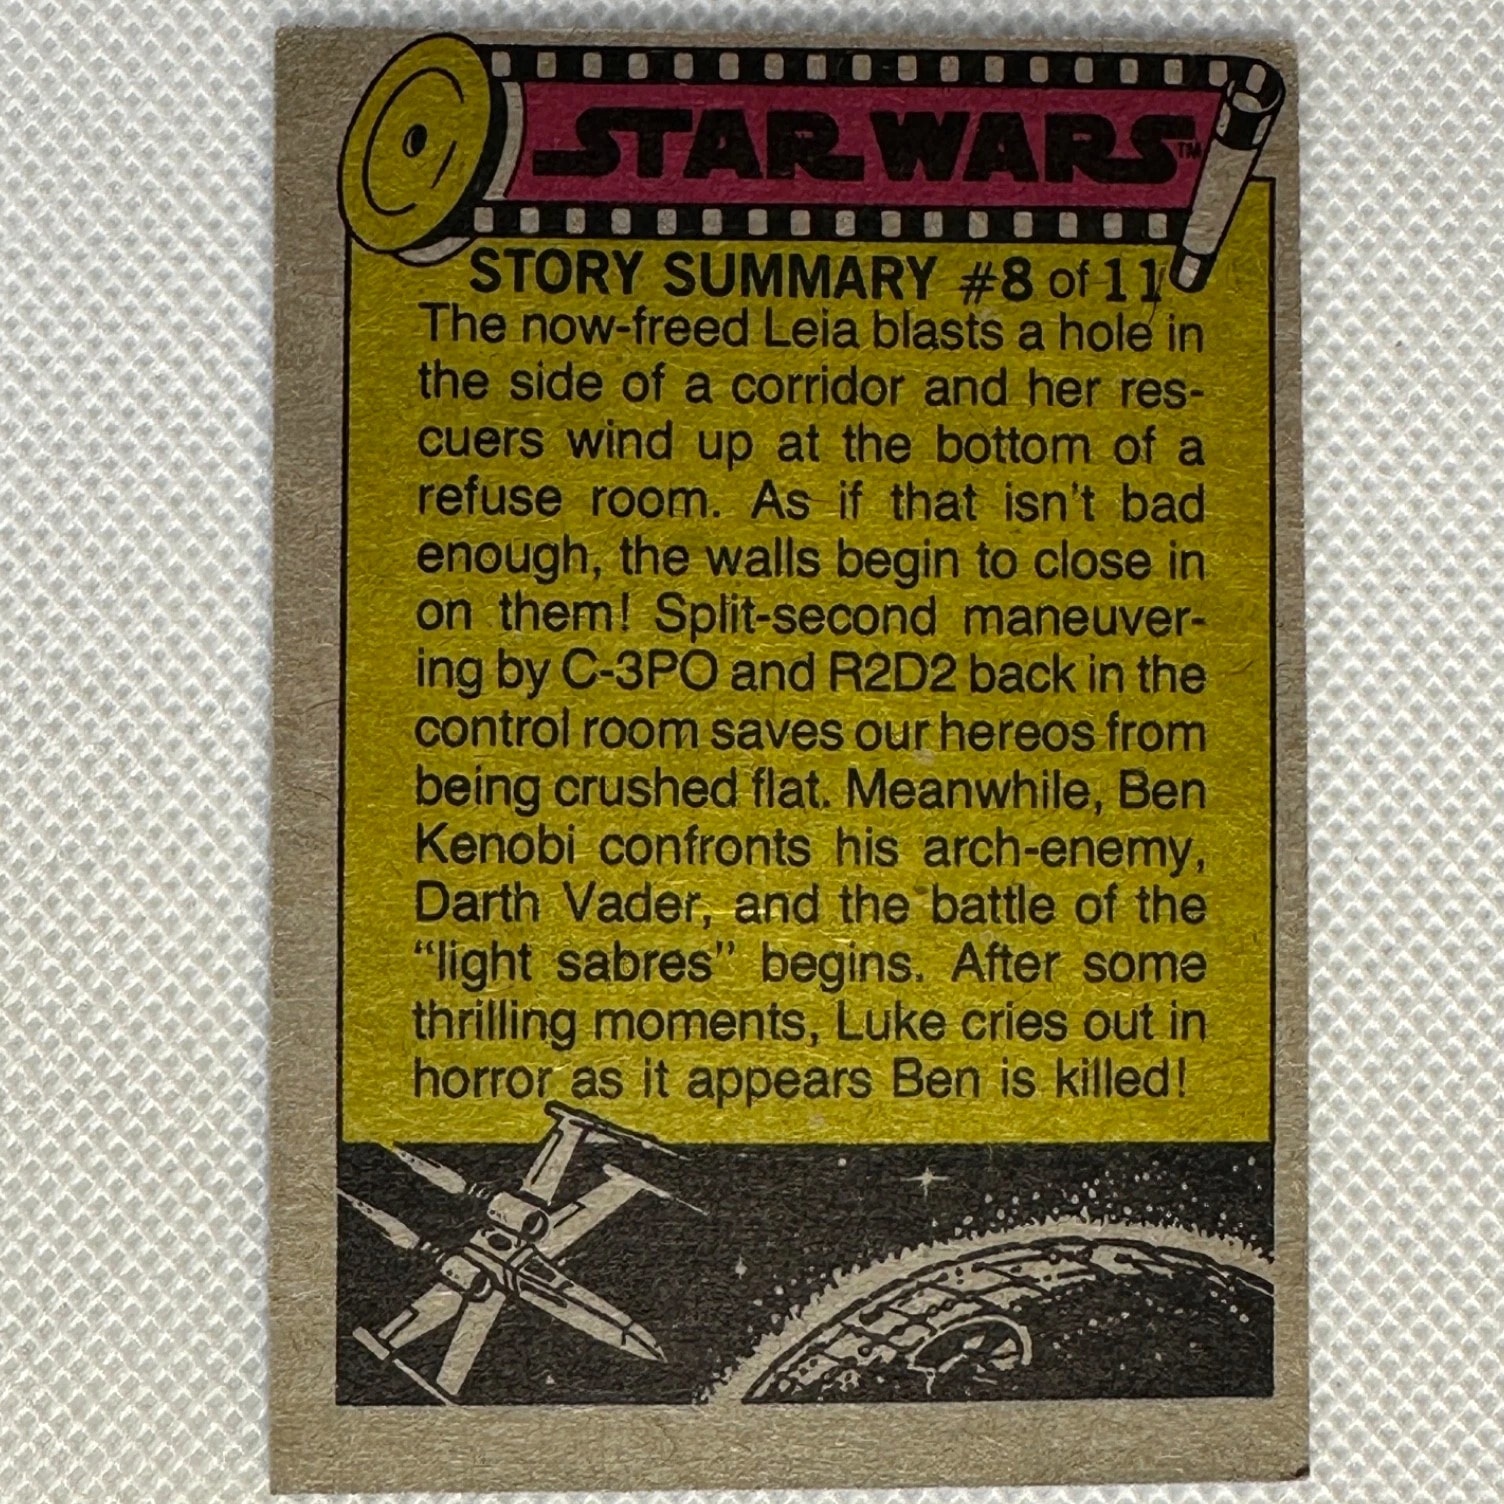 STAR WARS™
STORY SUMMARY #8 of 11
The now-freed Leia blasts a hole in
the side of a corridor and her res-
cuers wind up at the bottom of a
refuse room. As if that isn't bad
enough, the walls begin to close in
on them! Split-second maneuver-
ing by C-3PO and R2D2 back in the
control room saves our hereos from
being crushed flat. Meanwhile, Ben
Kenobi confronts his arch-enemy,
Darth Vader, and the battle of the
“light sabres” begins. After some
thrilling moments, Luke cries out in
horror as it appears Ben is killed!